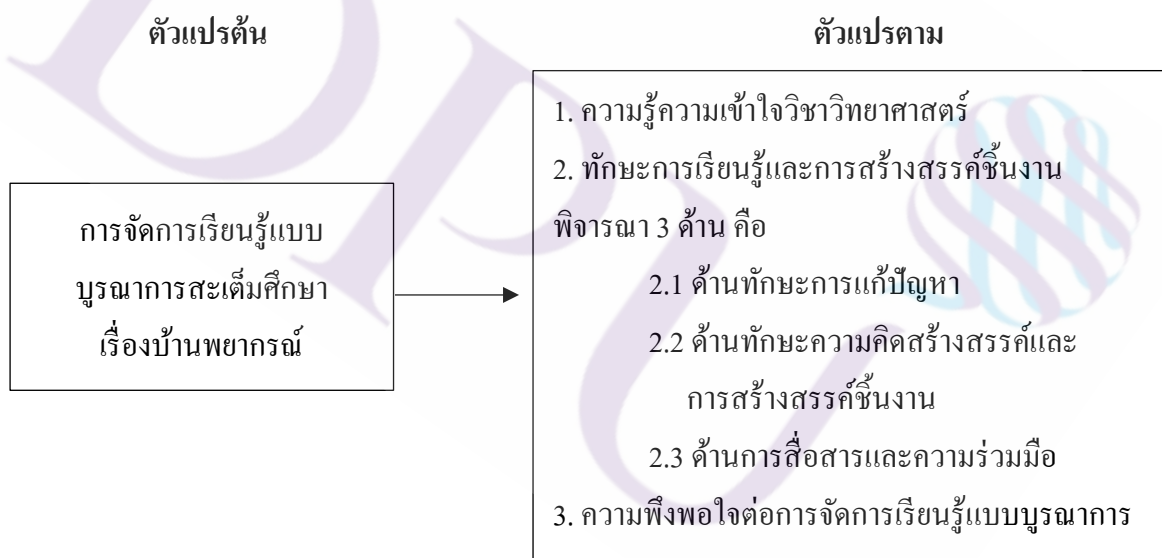 ตัวแปรต้น
การจัดการเรียนรู้แบบ
บูรณาการสะเต็มศึกษา
เรื่องบ้านพยากรณ์
ตัวแปรตาม
1. ความรู้ความเข้าใจวิชาวิทยาศาสตร์
2. ทักษะการเรียนรู้และการสร้างสรรค์ชิ้นงาน
พิจารณา 3 ด้าน คือ
2.1 ด้านทักษะการแก้ปัญหา
2.2 ด้านทักษะความคิดสร้างสรรค์และ
การสร้างสรรค์ชิ้นงาน
2.3 ด้านการสื่อสารและความร่วมมือ
3. ความพึงพอใจต่อการจัดการเรียนรู้แบบบูรณาการ
DPU